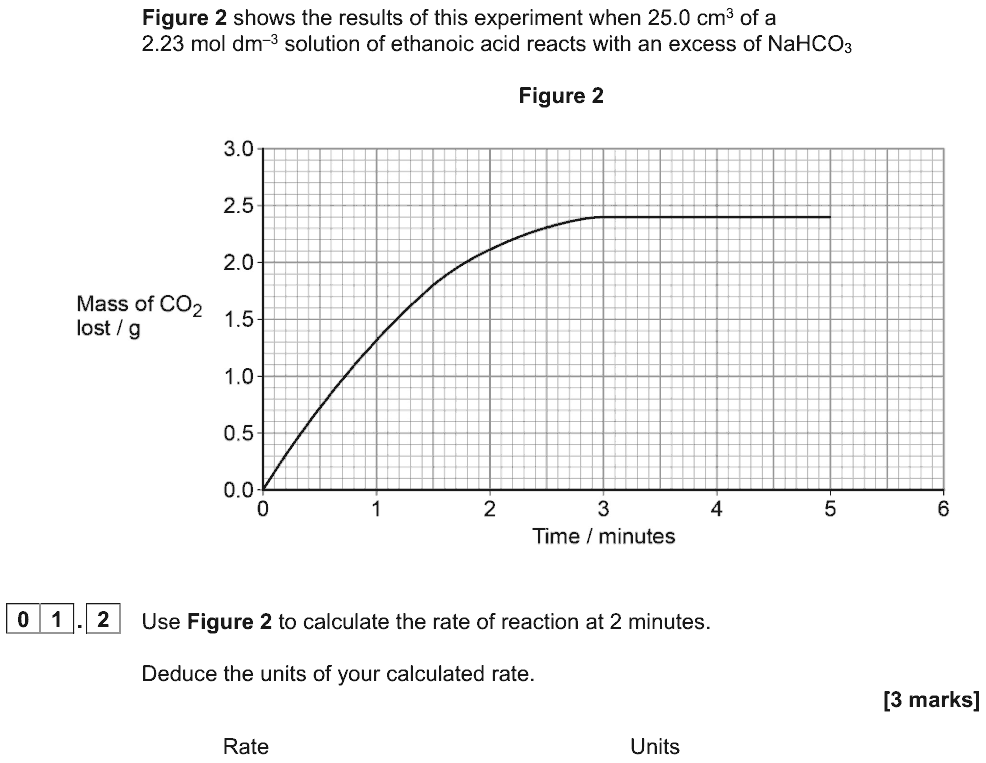 Figure 2 shows the results of this experiment when 25.0 cm³ of a
2.23 mol dm⁻³ solution of ethanoic acid reacts with an excess of NaHCO₃
Figure 2
3.0
2.5
2.0
Mass of CO₂
lost / g
1.5
1.0
0.5
0.0
0 1 2 3 4 5 6
Time / minutes
0 1 . 2 Use Figure 2 to calculate the rate of reaction at 2 minutes.
Deduce the units of your calculated rate.
[3 marks]
Rate Units